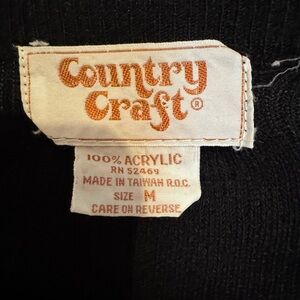 Country
Craft®
100% ACRYLIC
RN 52469
MADE IN TAIWAN R.O.C.
SIZE M
CARE ON REVERSE